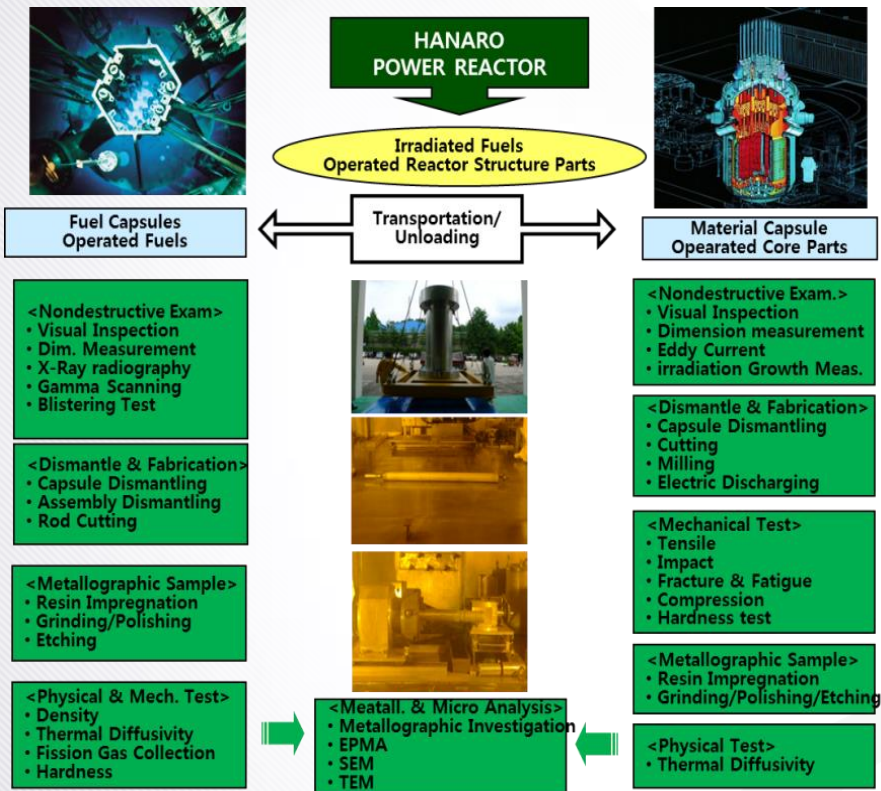 HANARO
POWER REACTOR
Irradiated Fuels
Operated Reactor Structure Parts
Fuel Capsules
Operated Fuels
Transportation/
Unloading
Material Capsule
Opearated Core Parts
<Nondestructive Exam>
• Visual Inspection
• Dim. Measurement
• X-Ray radiography
• Gamma Scanning
• Blistering Test
<Dismantle & Fabrication>
• Capsule Dismantling
• Assembly Dismantling
• Rod Cutting
<Metallographic Sample>
• Resin Impregnation
• Grinding/Polishing
• Etching
<Physical & Mech. Test>
• Density
• Thermal Diffusivity
• Fission Gas Collection
• Hardness
<Meatall. & Micro Analysis>
• Metallographic Investigation
• EPMA
• SEM
• TEM
<Nondestructive Exam.>
• Visual Inspection
• Dimension measurement
• Eddy Current
• irradiation Growth Meas.
<Dismantle & Fabrication>
• Capsule Dismantling
• Cutting
• Milling
• Electric Discharging
<Mechanical Test>
• Tensile
• Impact
• Fracture & Fatigue
• Compression
• Hardness test
<Metallographic Sample>
• Resin Impregnation
• Grinding/Polishing/Etching
<Physical Test>
• Thermal Diffusivity